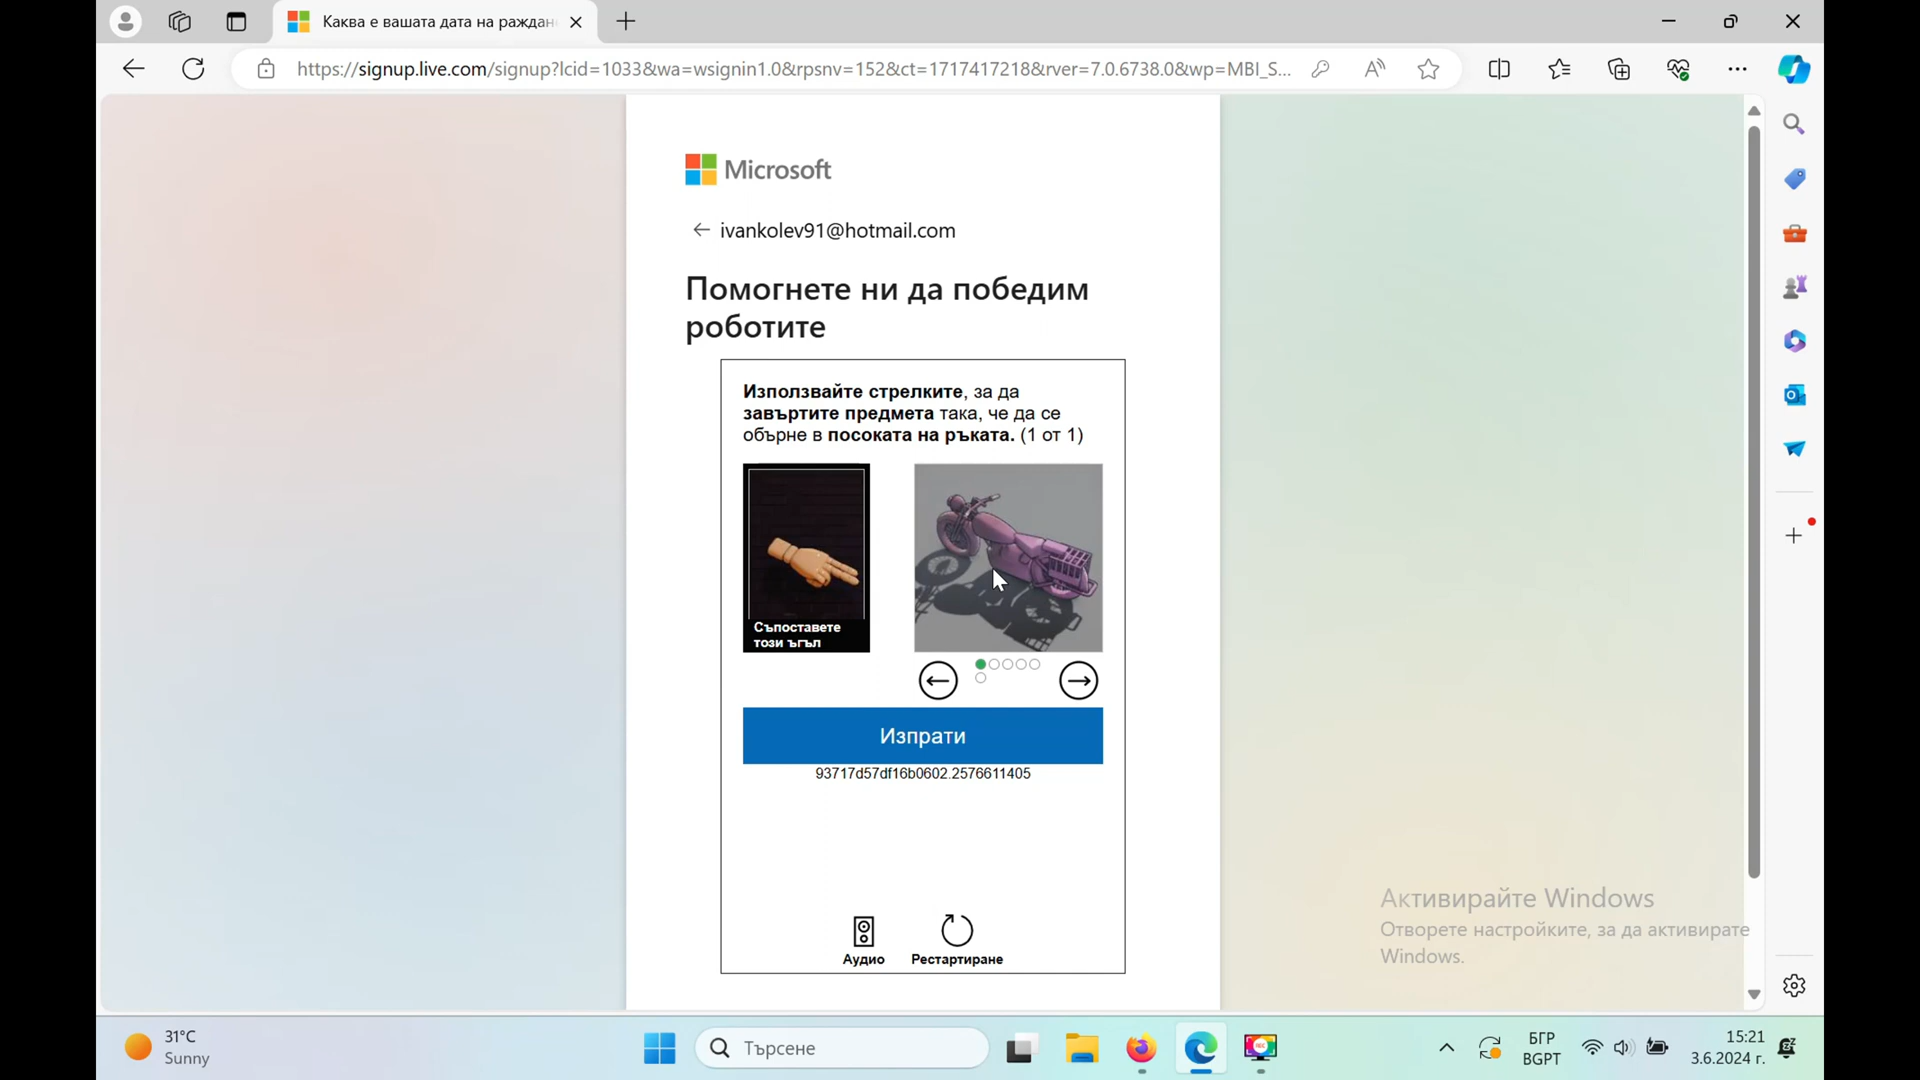 Каква е вашата дата на раждан
https://signup.live.com/signup?lcid=1033&wa=wsignin1.0&rpsnv=152&ct=1717417218&rver=7.0.6738.0&wp=MBI_S...
Microsoft
ivankolev91@hotmail.com
Помогнете ни да победим
роботите
Използвайте стрелките, за да
завъртите предмета така, че да се
обърне в посоката на ръката. (1 от 1)
Съпоставете
този ъгъл
Изпрати
93717d57df16b0602.2576611405
Аудио
Рестартиране
Активирайте Windows
Отворете настройките, за да активирате
Windows.
31°C
Sunny
Търсене
БГР
BGPT
15:21
3.6.2024 г.